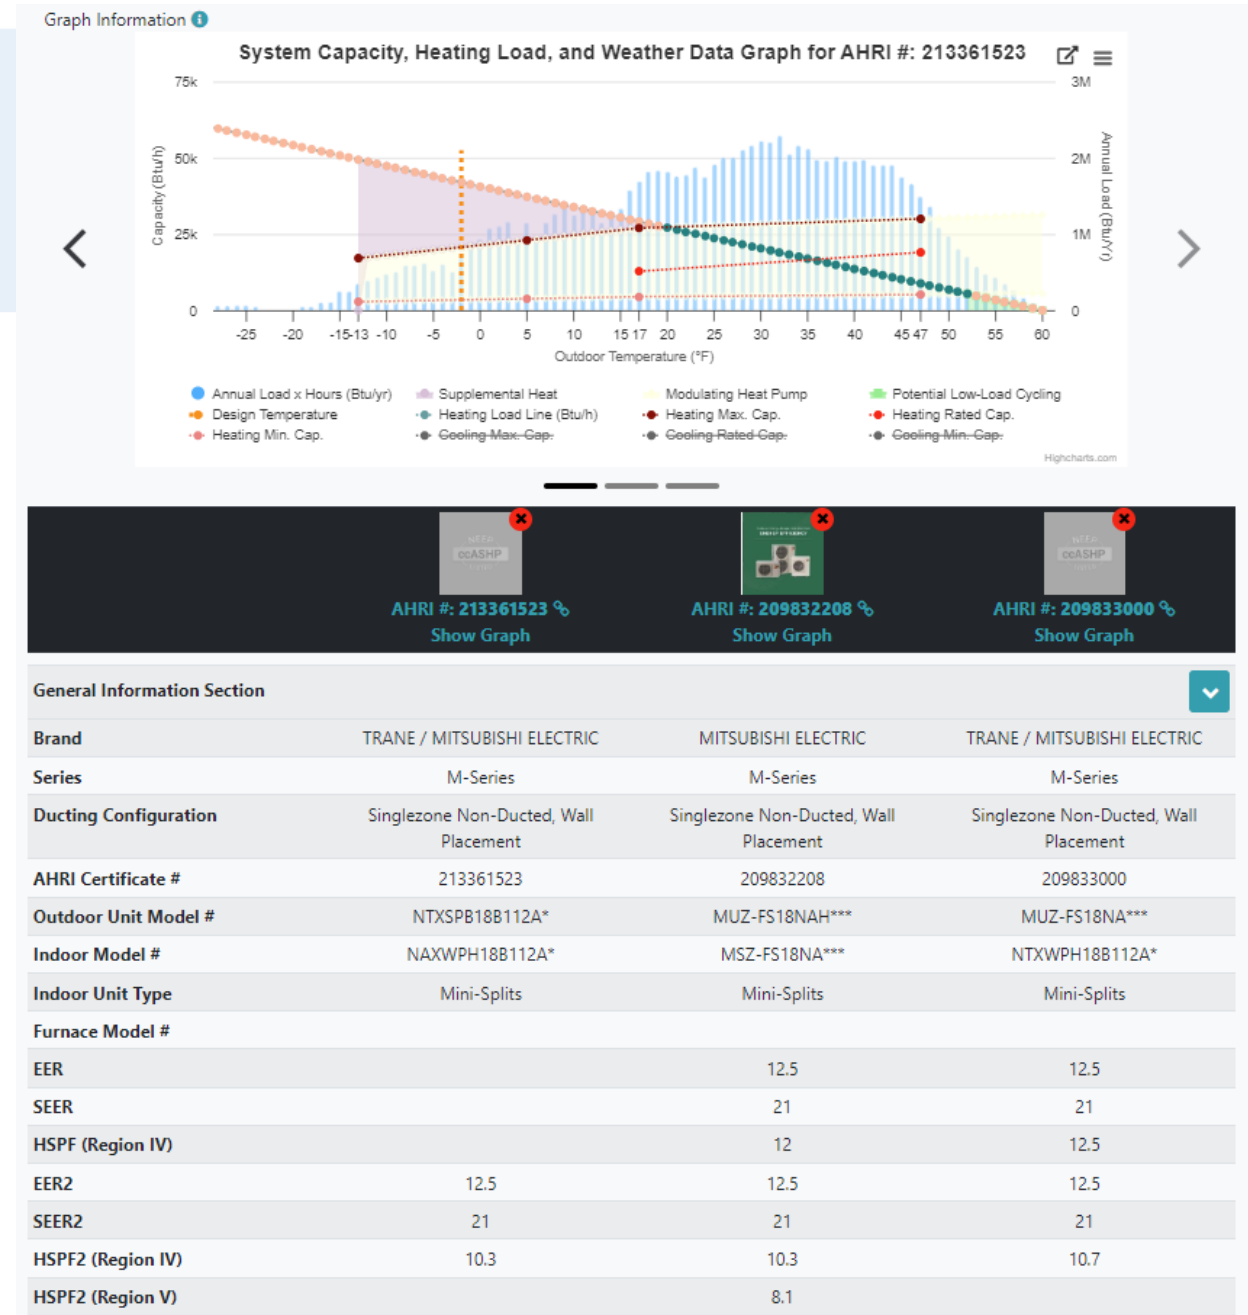 Graph Information
System Capacity, Heating Load, and Weather Data Graph for AHRI #: 213361523
75k
50k
25k
0
Capacity (Btu/h)
3M
2M
1M
0
Annual Load (Btu/Yr)
-25 -20 -15 -13 -10 -5 0 5 10 15 17 20 25 30 35 40 45 47 50 55 60
Outdoor Temperature (°F)
Annual Load x Hours (Btu/yr) Supplemental Heat Modulating Heat Pump Potential Low-Load Cycling
Design Temperature Heating Load Line (Btu/h) Heating Max. Cap. Heating Rated Cap.
Heating Min. Cap. Cooling Max. Cap. Cooling Rated Cap. Cooling Min. Cap.
Highcharts.com
NEEP
ccASHP
ENERGY EFFICIENCY
NEEP
ccASHP
AHRI #: 213361523 AHRI #: 209832208 AHRI #: 209833000
Show Graph Show Graph Show Graph
General Information Section
Brand TRANE / MITSUBISHI ELECTRIC MITSUBISHI ELECTRIC TRANE / MITSUBISHI ELECTRIC
Series M-Series M-Series M-Series
Ducting Configuration Singlezone Non-Ducted, Wall Placement Singlezone Non-Ducted, Wall Placement Singlezone Non-Ducted, Wall Placement
AHRI Certificate # 213361523 209832208 209833000
Outdoor Unit Model # NTXSPB18B112A* MUZ-FS18NAH*** MUZ-FS18NA***
Indoor Model # NAXWPH18B112A* MSZ-FS18NA*** NTXWPH18B112A*
Indoor Unit Type Mini-Splits Mini-Splits Mini-Splits
Furnace Model #
EER 12.5 12.5
SEER 21 21
HSPF (Region IV) 12 12.5
EER2 12.5 12.5 12.5
SEER2 21 21 21
HSPF2 (Region IV) 10.3 10.3 10.7
HSPF2 (Region V) 8.1